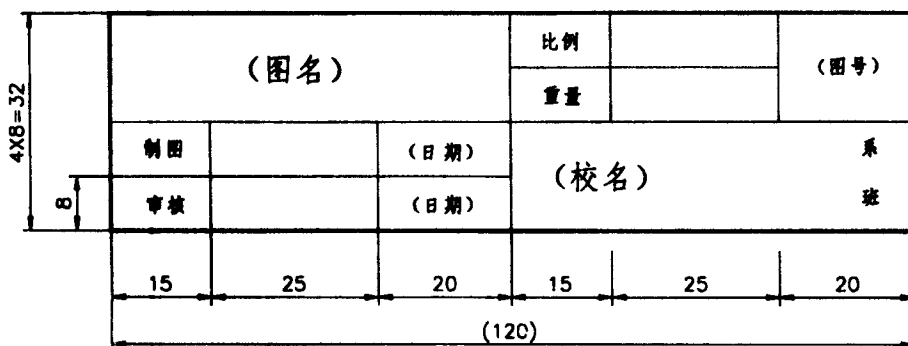 (图名)
比例
(图号)
重量
4X8=32
制图
(日期)
(校名)
系
8
审核
(日期)
班
15 25 20 15 25 20
(120)